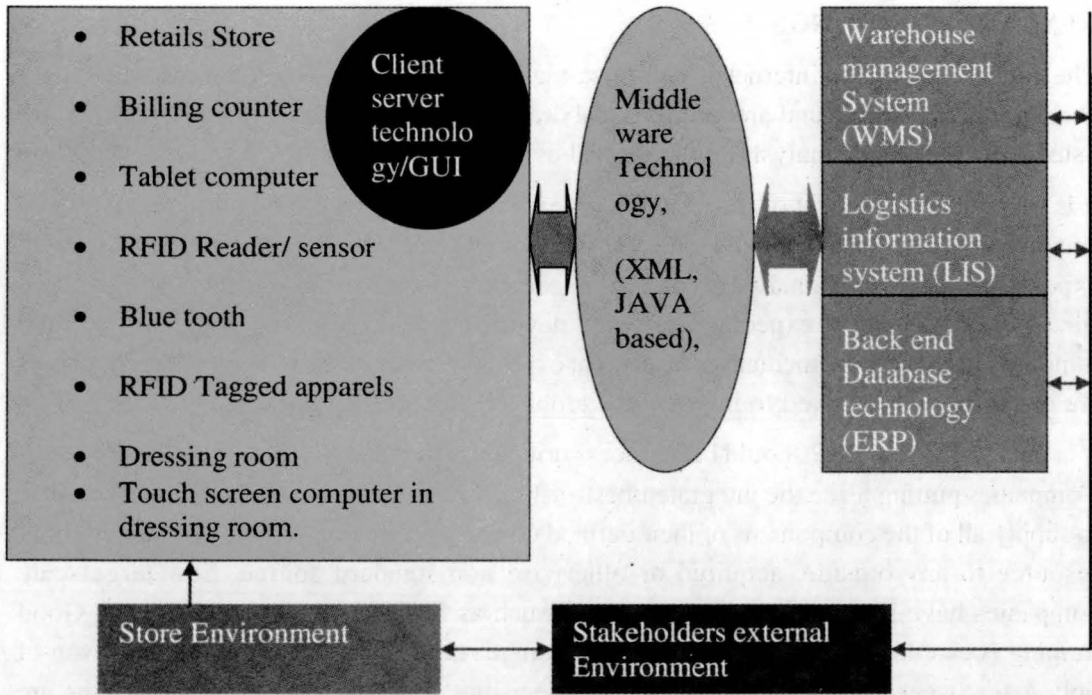 • Retails Store
• Billing counter
• Tablet computer
• RFID Reader/ sensor
• Blue tooth
• RFID Tagged apparels
• Dressing room
• Touch screen computer in
dressing room.
Client
server
technolo
gy/GUI
Middle
ware
Technol
ogy,
(XML,
JAVA
based),
Warehouse
management
System
(WMS)
Logistics
information
system (LIS)
Back end
Database
technology
(ERP)
Store Environment
Stakeholders external
Environment